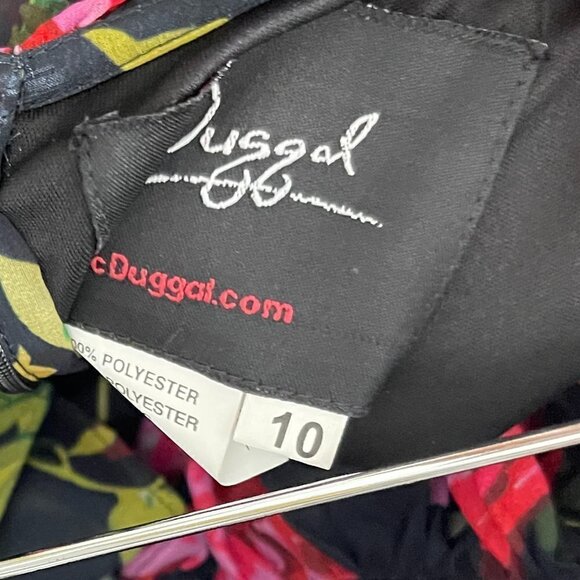 Duggal
cDuggal.com
00% POLYESTER
POLYESTER
10